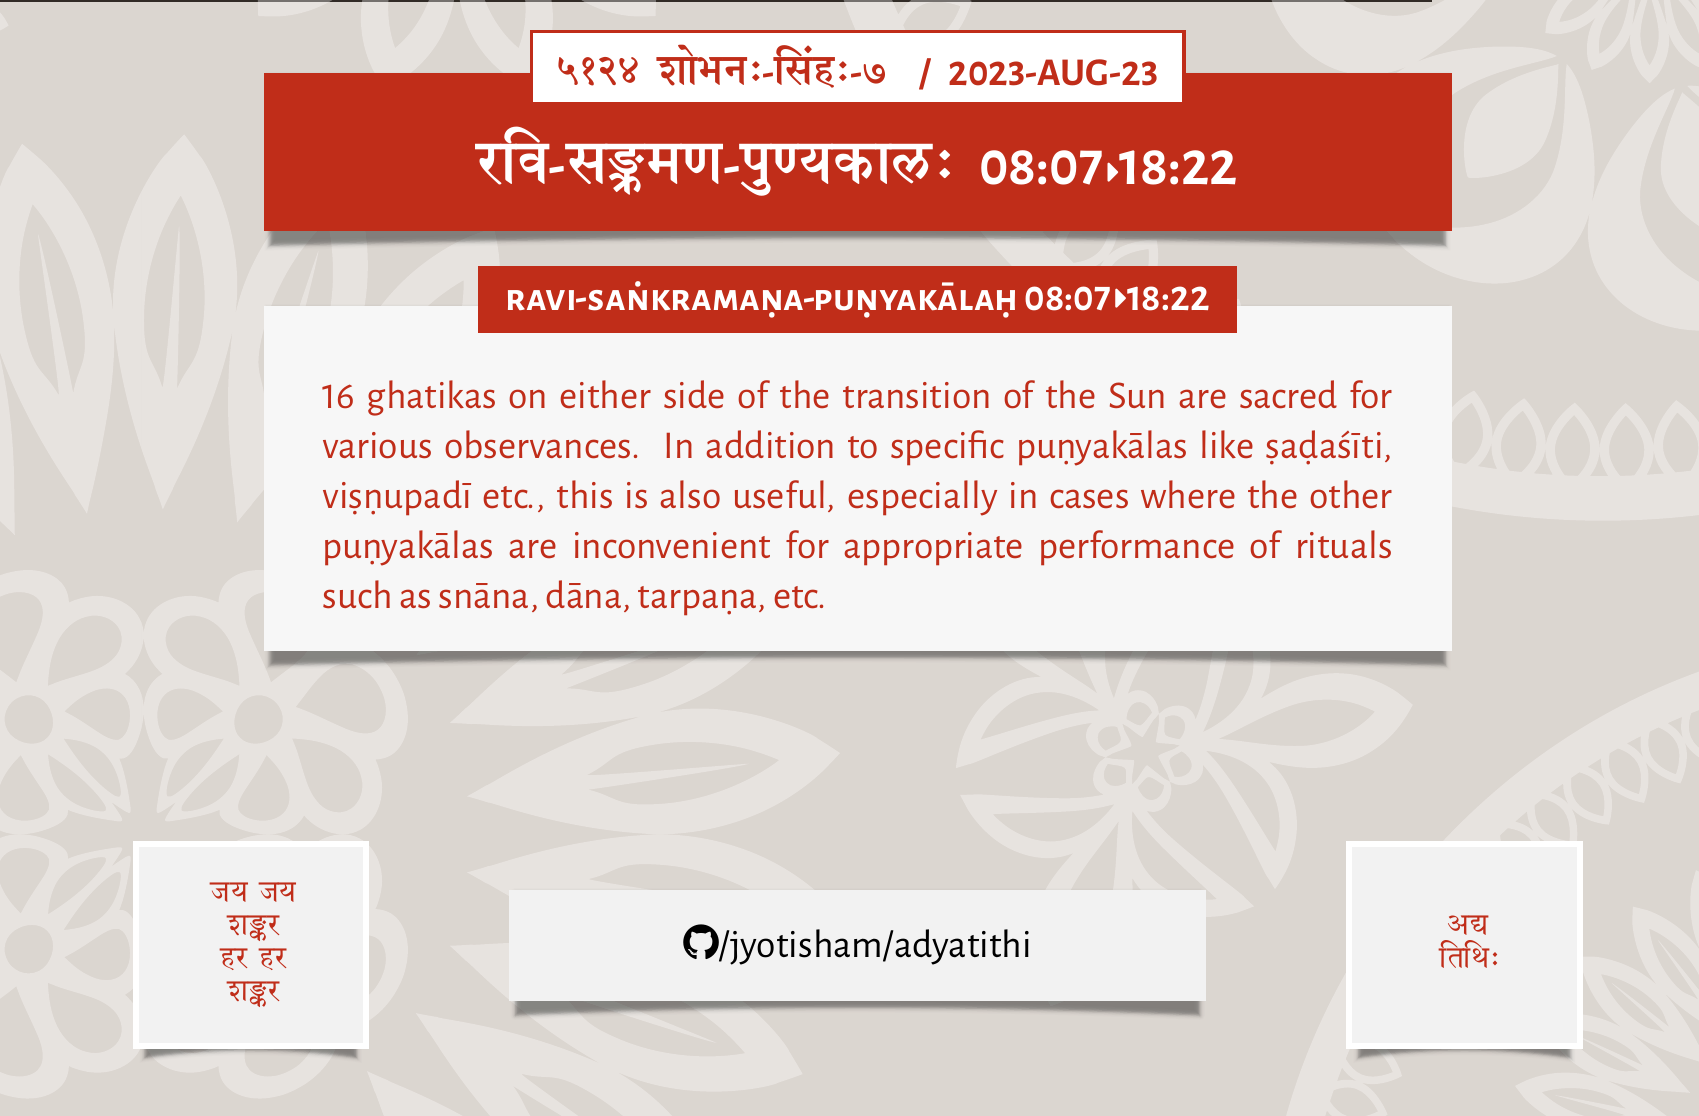 ५१२४ शोभनः-सिंहः-७ / 2023-AUG-23
रवि-सङ्क्रमण-पुण्यकालः 08:07▸18:22
RAVI-SAṄKRAMAṆA-PUṆYAKĀLAḤ 08:07▸18:22
16 ghatikas on either side of the transition of the Sun are sacred for
various observances. In addition to specific puṇyakālas like ṣaḍaśīti,
viṣṇupadī etc., this is also useful, especially in cases where the other
puṇyakālas are inconvenient for appropriate performance of rituals
such as snāna, dāna, tarpaṇa, etc.
जय जय
शङ्कर
हर हर
शङ्कर
/jyotisham/adyatithi
अद्य
तिथिः